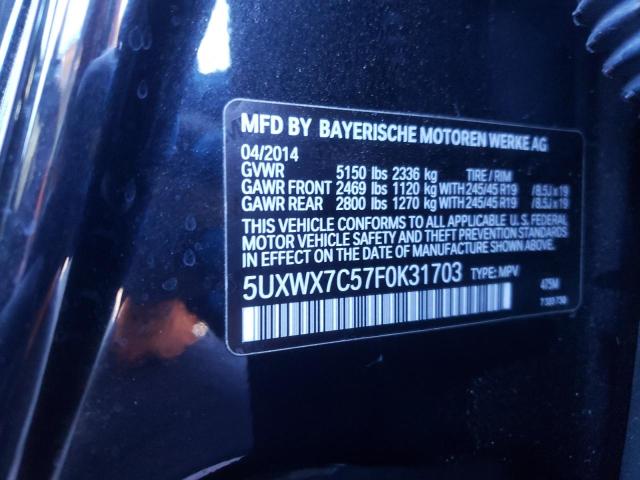 MFD BY BAYERISCHE MOTOREN WERKE AG
04/2014
GVWR 5150 lbs 2336 kg TIRE / RIM
GAWR FRONT 2469 lbs 1120 kg WITH 245/45 R19 / 8.5J x 19
GAWR REAR 2800 lbs 1270 kg WITH 245/45 R19 / 8.5J x 19
THIS VEHICLE CONFORMS TO ALL APPLICABLE U. S. FEDERAL
MOTOR VEHICLE SAFETY AND THEFT PREVENTION STANDARDS
IN EFFECT ON THE DATE OF MANUFACTURE SHOWN ABOVE.
5UXWX7C57F0K31703 TYPE: MPV
475M